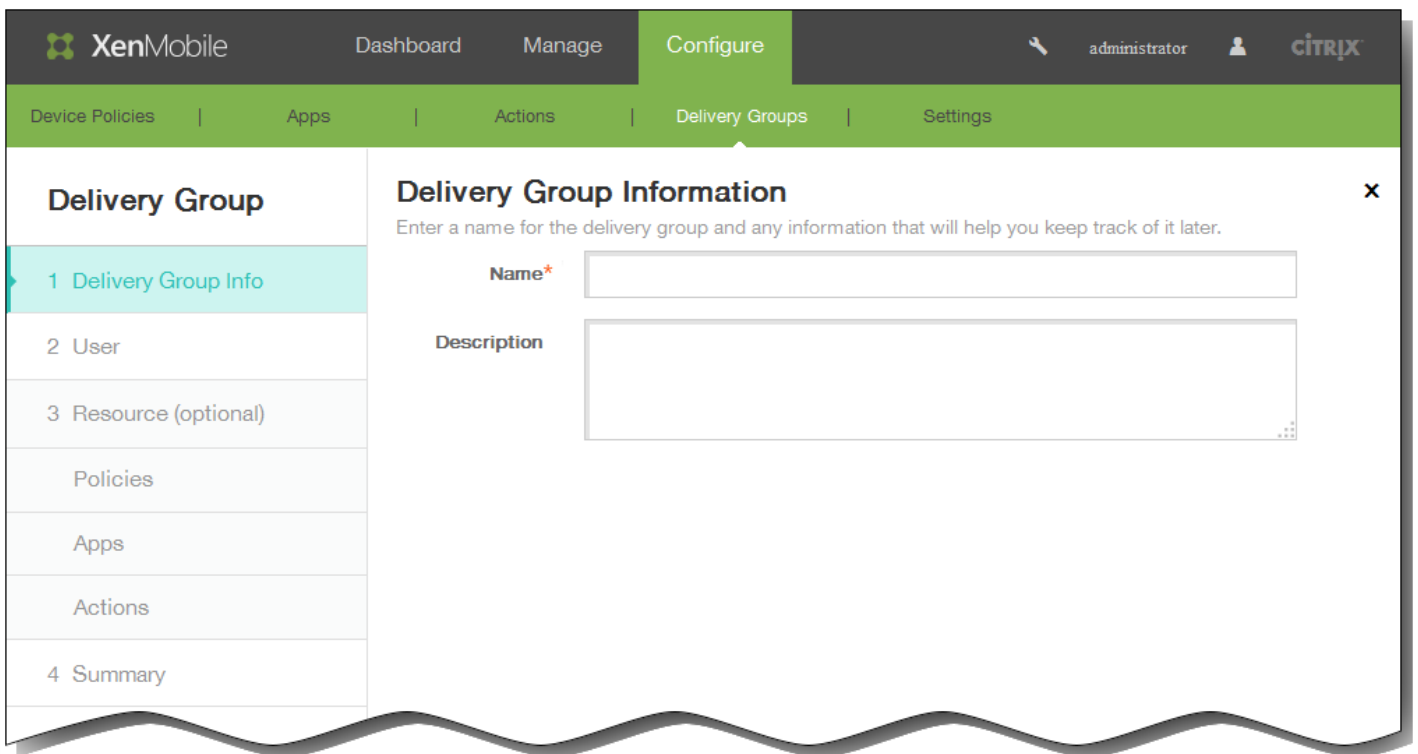 XenMobile Dashboard Manage Configure administrator CITRIX
Device Policies | Apps | Actions | Delivery Groups | Settings
Delivery Group
1 Delivery Group Info
2 User
3 Resource (optional)
Policies
Apps
Actions
4 Summary
Delivery Group Information
Enter a name for the delivery group and any information that will help you keep track of it later.
Name*
Description